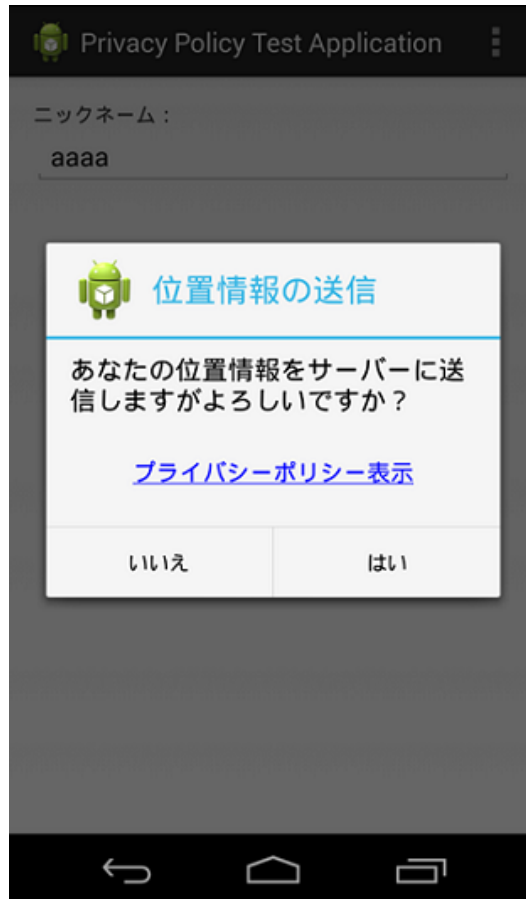 Privacy Policy Test Application
ニックネーム：
aaaa
位置情報の送信
あなたの位置情報をサーバーに送
信しますがよろしいですか？
プライバシーポリシー表示
いいえ
はい